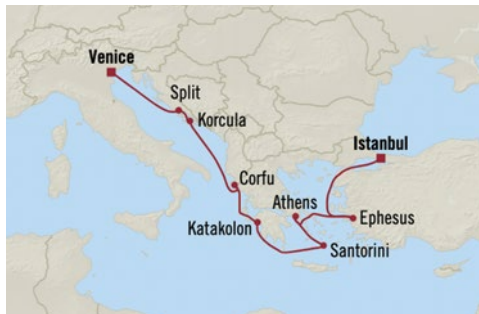 Venice
Split
Korcula
Istanbul
Corfu
Athens
Ephesus
Katakolon
Santorini